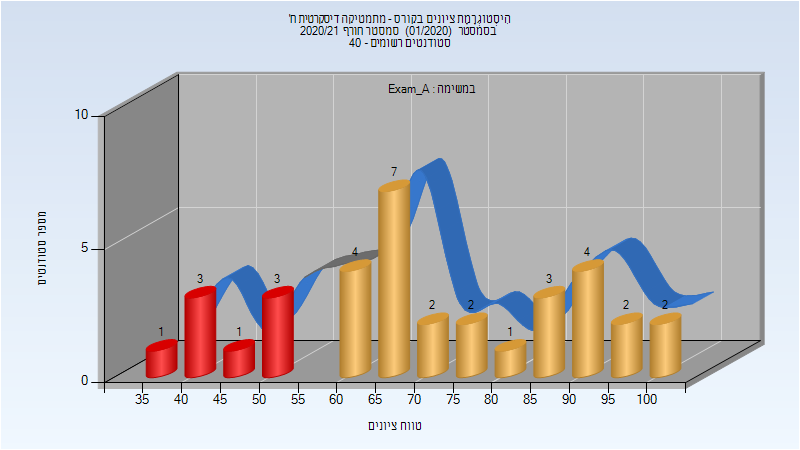 היסטוגרמת ציונים בקורס - מתמטיקה דיסקרטית ח'
בסמסטר (01/2020) סמסטר חורף 2020/21
סטודנטים רשומים - 40
במשימה : Exam_A
מספר סטודנטים
10
5
0
1
3
1
3
4
7
2
2
1
3
4
2
2
35 40 45 50 55 60 65 70 75 80 85 90 95 100
טווח ציונים